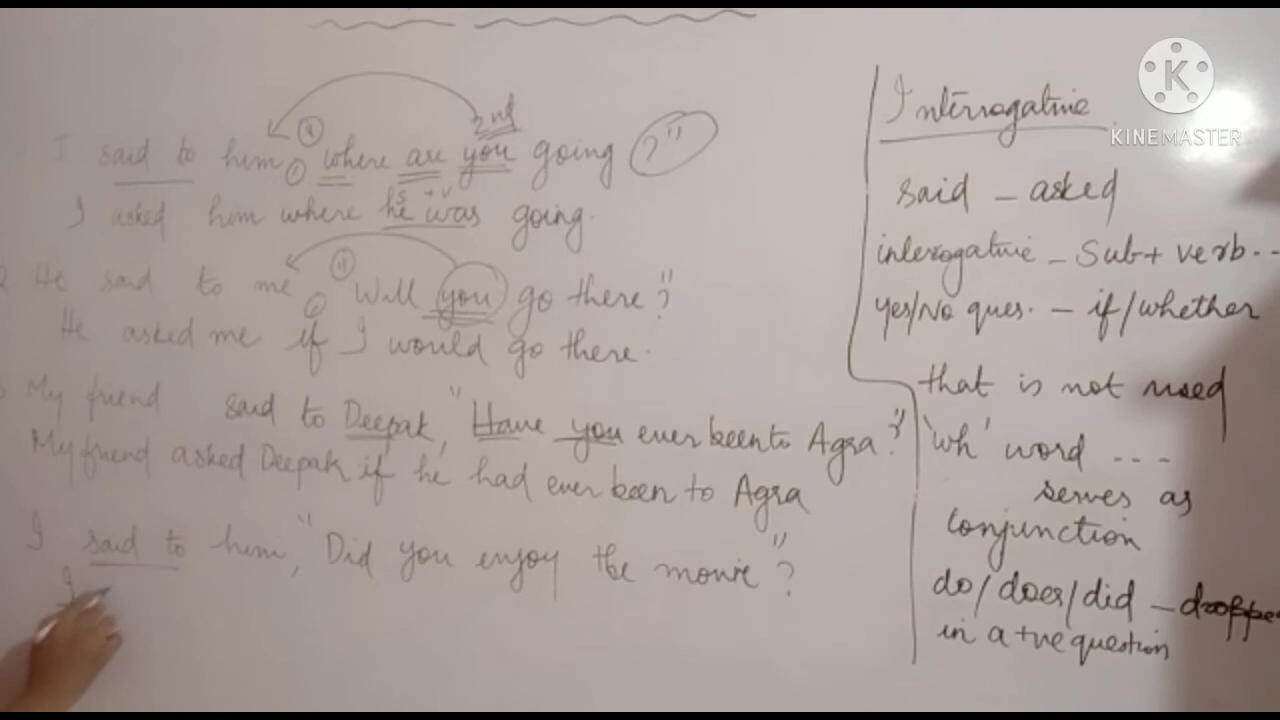 2nd
I said to him, "where are you going ?"
S + V
I asked him where he was going.
2 He said to me, "Will you go there?"
He asked me if I would go there.
My friend said to Deepak, "Have you ever been to Agra?"
My friend asked Deepak if he had ever been to Agra
I said to him, "Did you enjoy the movie"?
I
Interrogative
said - asked
interogative - Sub + verb..
yes/No ques. - if/whether
that is not used
'wh' word ....
serves as
conjunction
do/does/did - droppe
in a +ve question
K
KINEMASTER